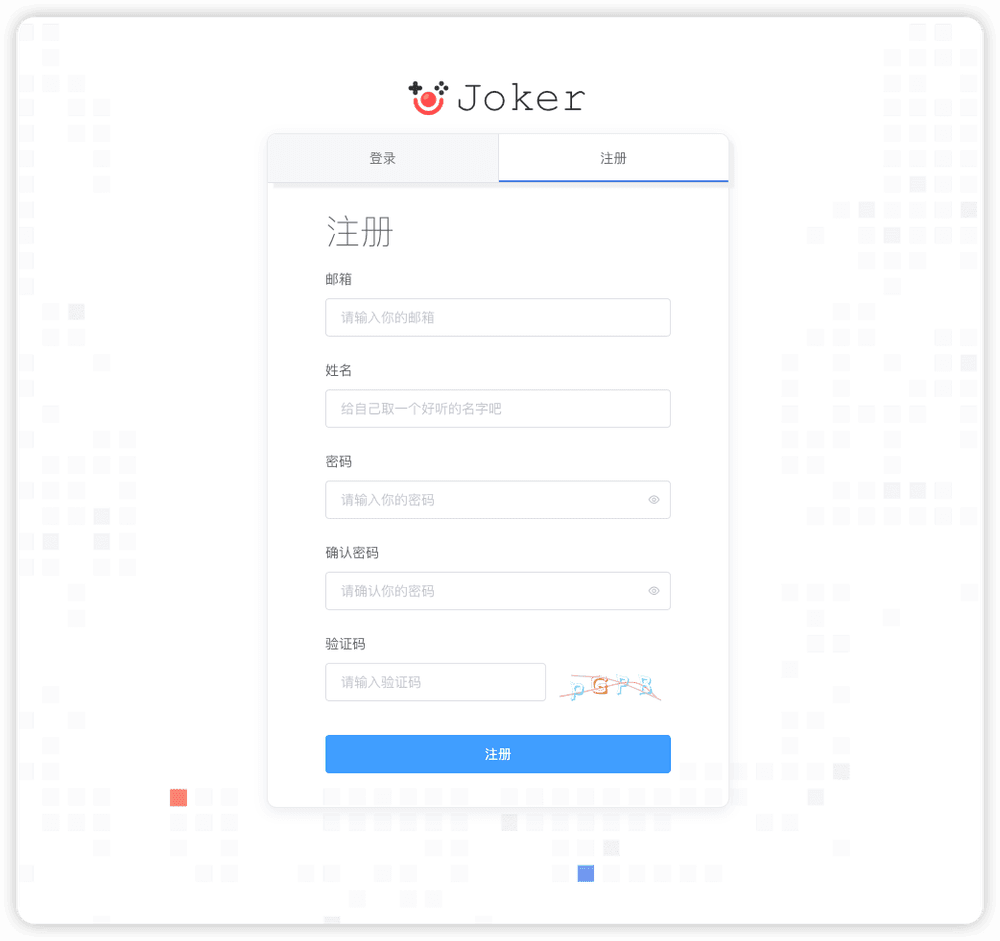 Joker
登录
注册
注册
邮箱
请输入你的邮箱
姓名
给自己取一个好听的名字吧
密码
请输入你的密码
确认密码
请确认你的密码
验证码
请输入验证码
pGPR
注册